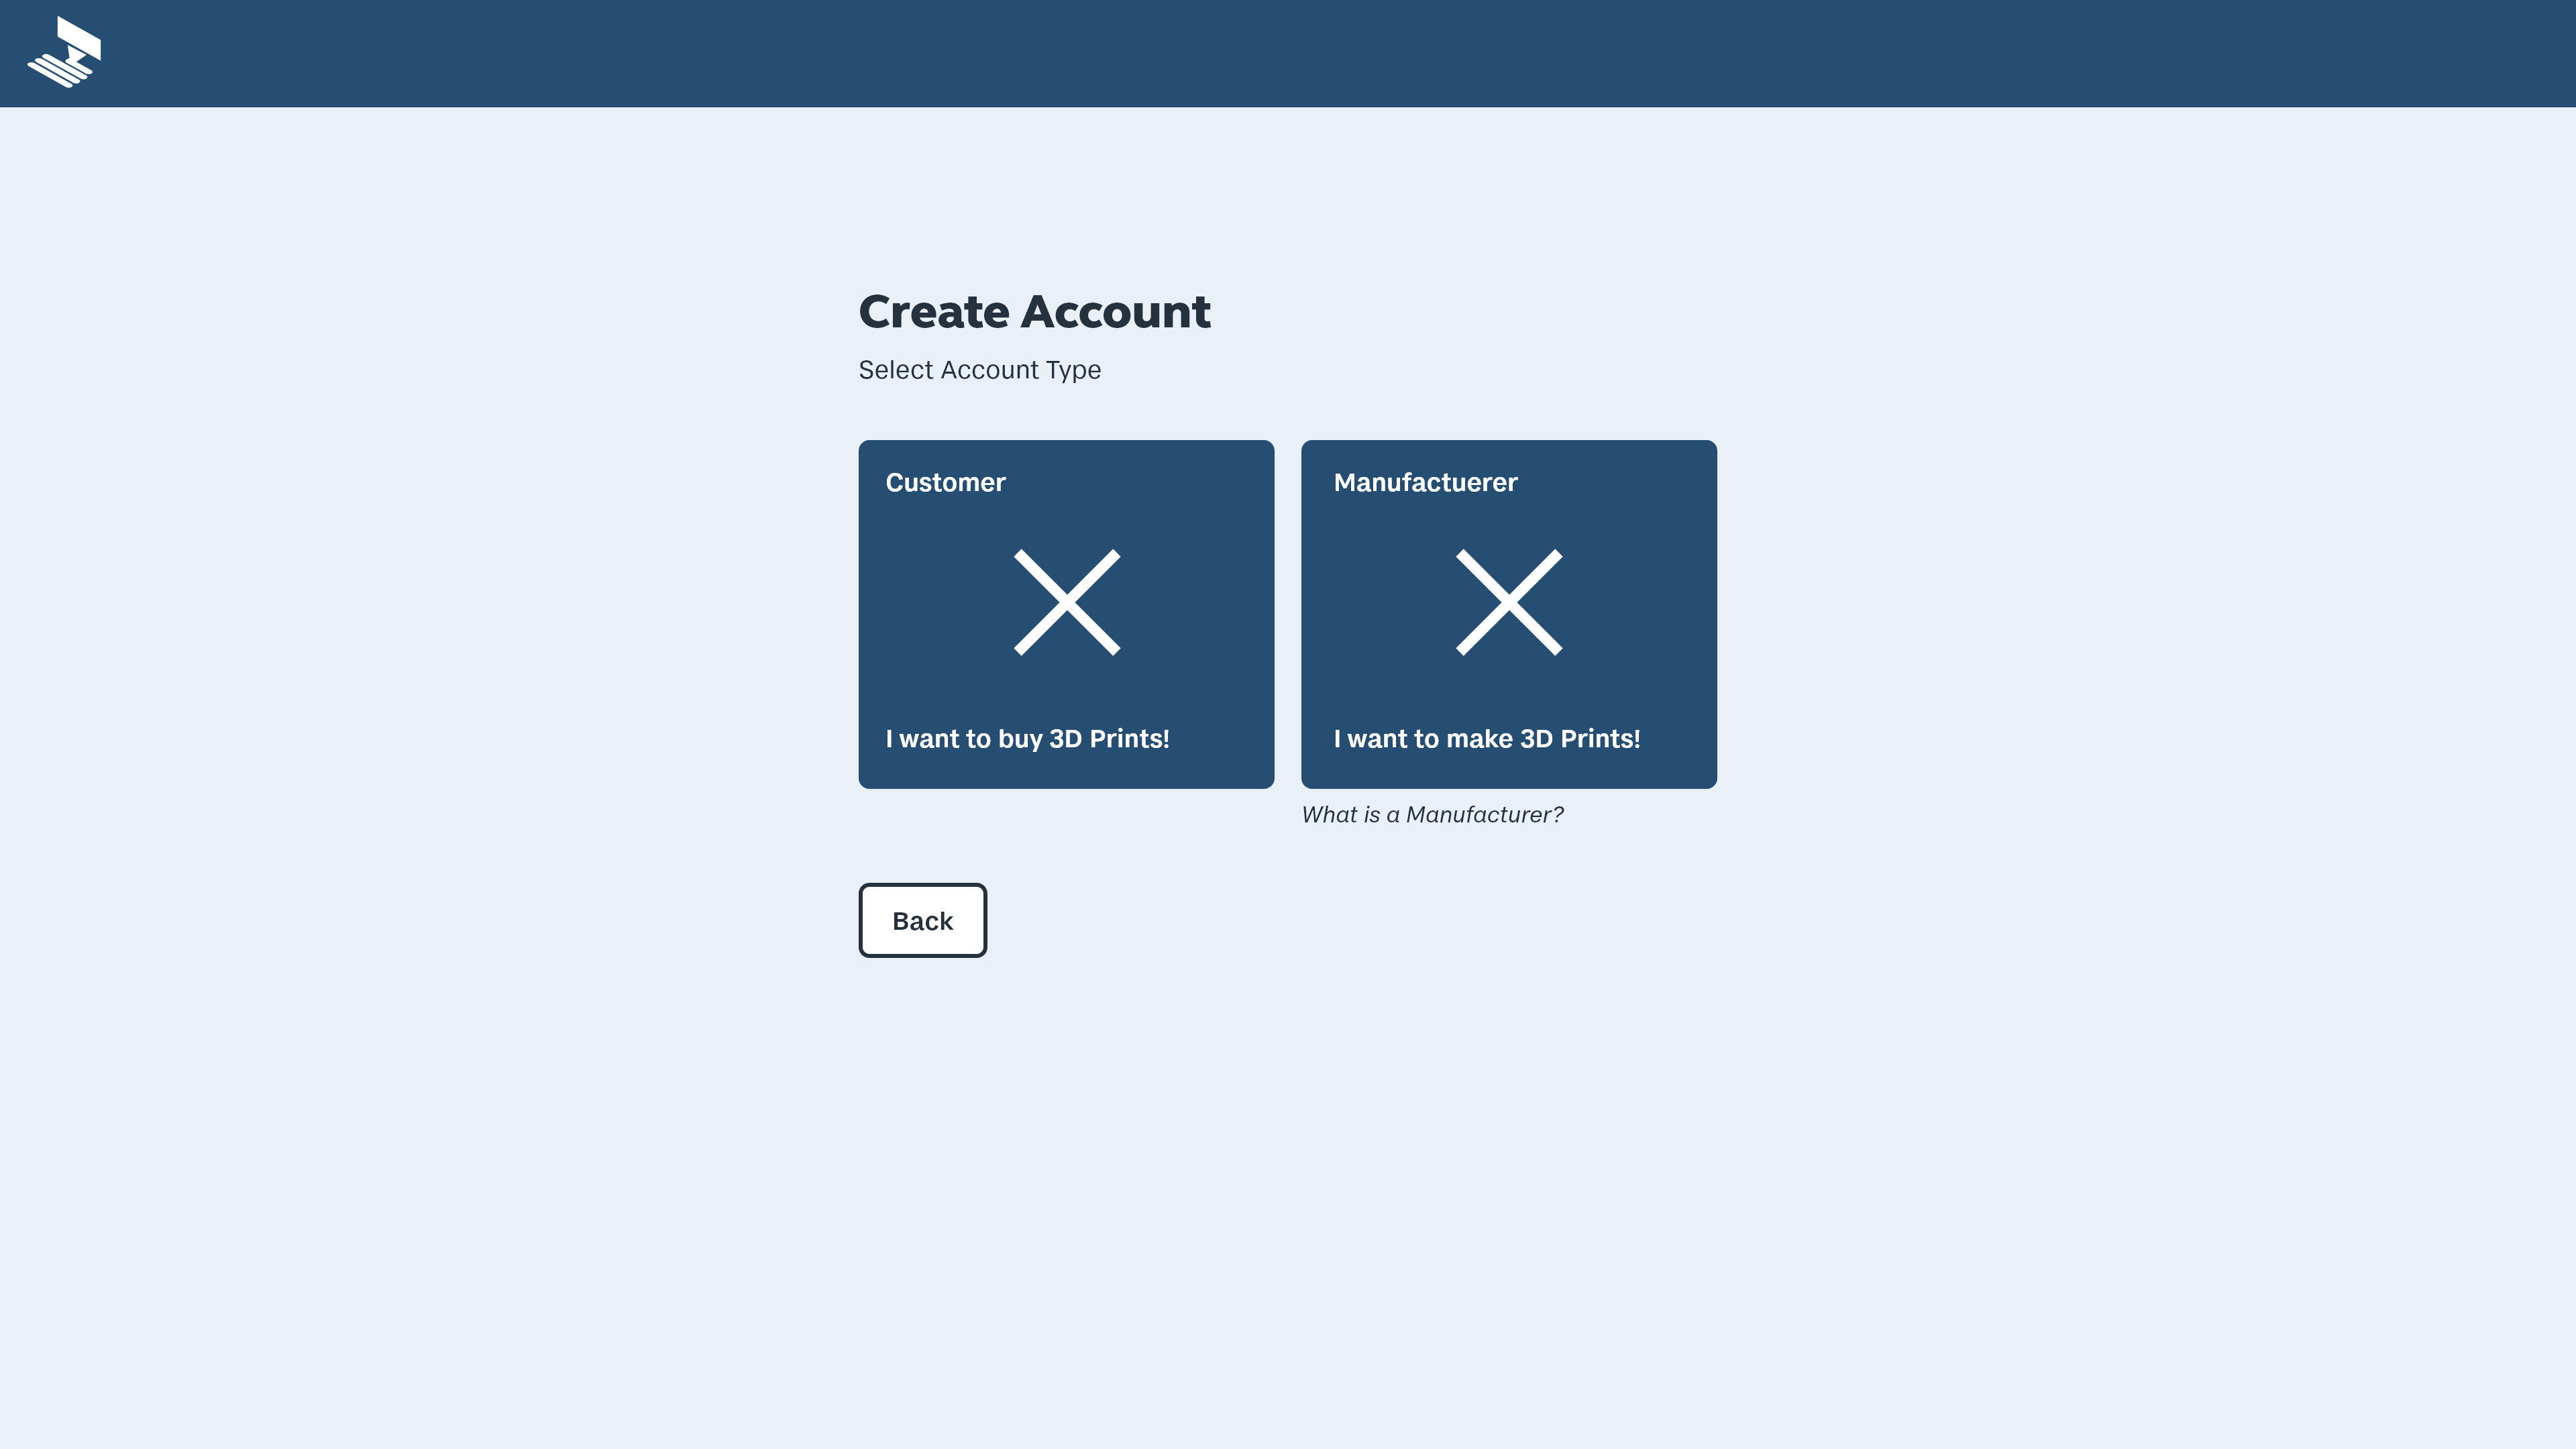 Create Account
Select Account Type
Customer
I want to buy 3D Prints!
Manufactuerer
I want to make 3D Prints!
What is a Manufacturer?
Back